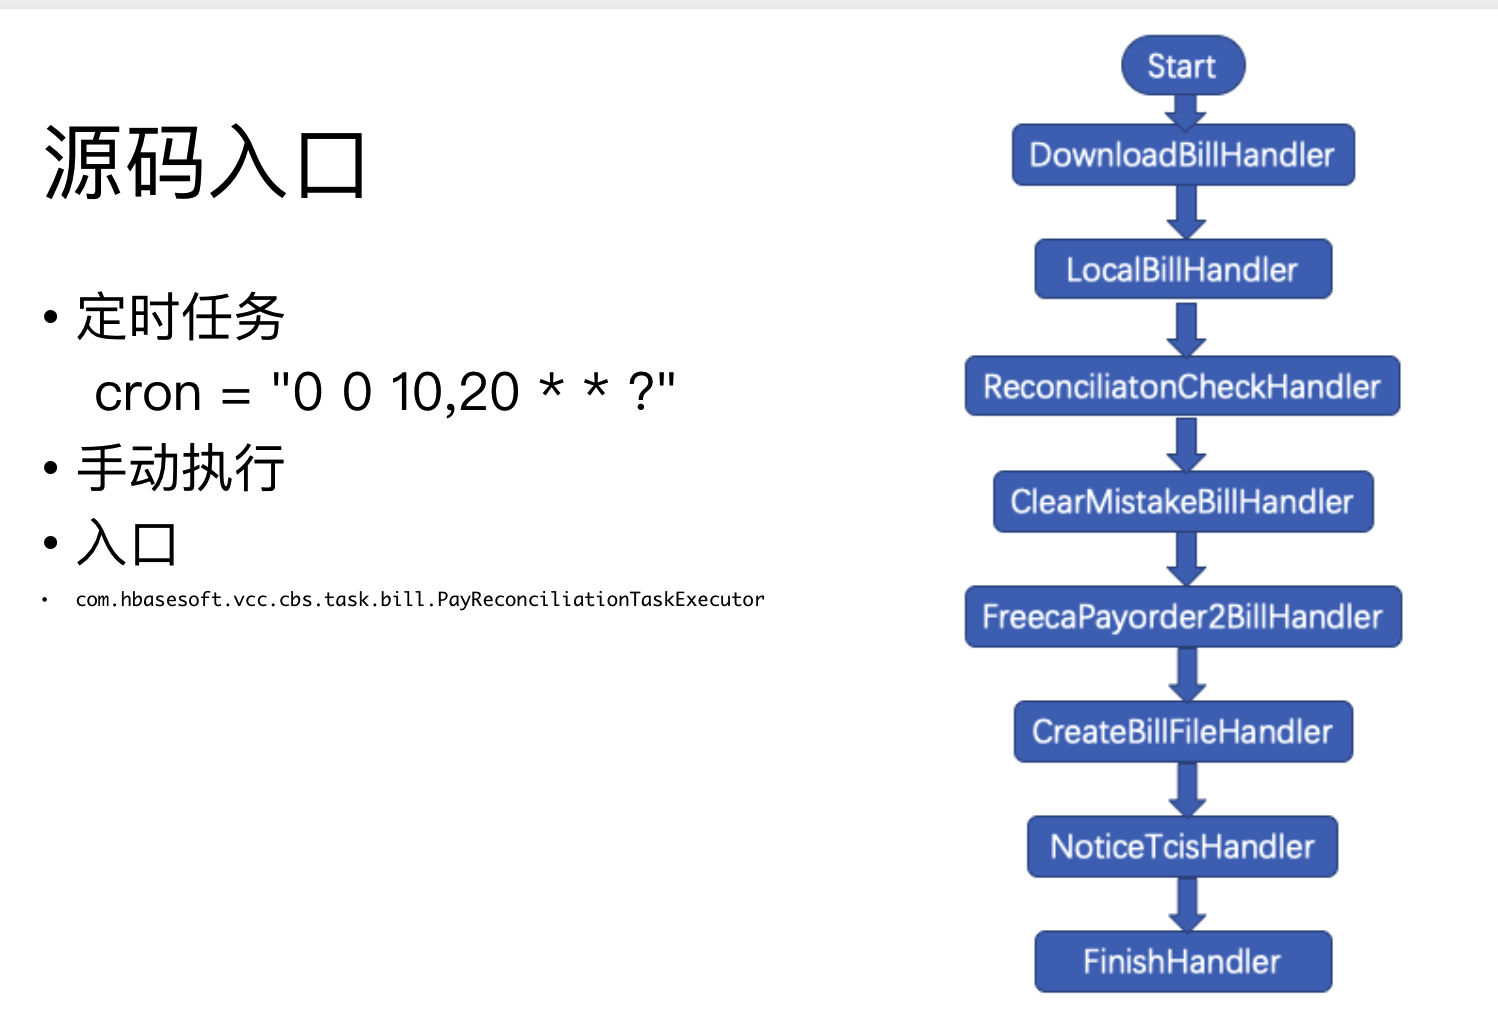 源码入口
• 定时任务
cron = "0 0 10,20 * * ?"
• 手动执行
• 入口
• com.hbasesoft.vcc.cbs.task.bill.PayReconciliationTaskExecutor
Start
DownloadBillHandler
LocalBillHandler
ReconciliatonCheckHandler
ClearMistakeBillHandler
FreecaPayorder2BillHandler
CreateBillFileHandler
NoticeTcisHandler
FinishHandler